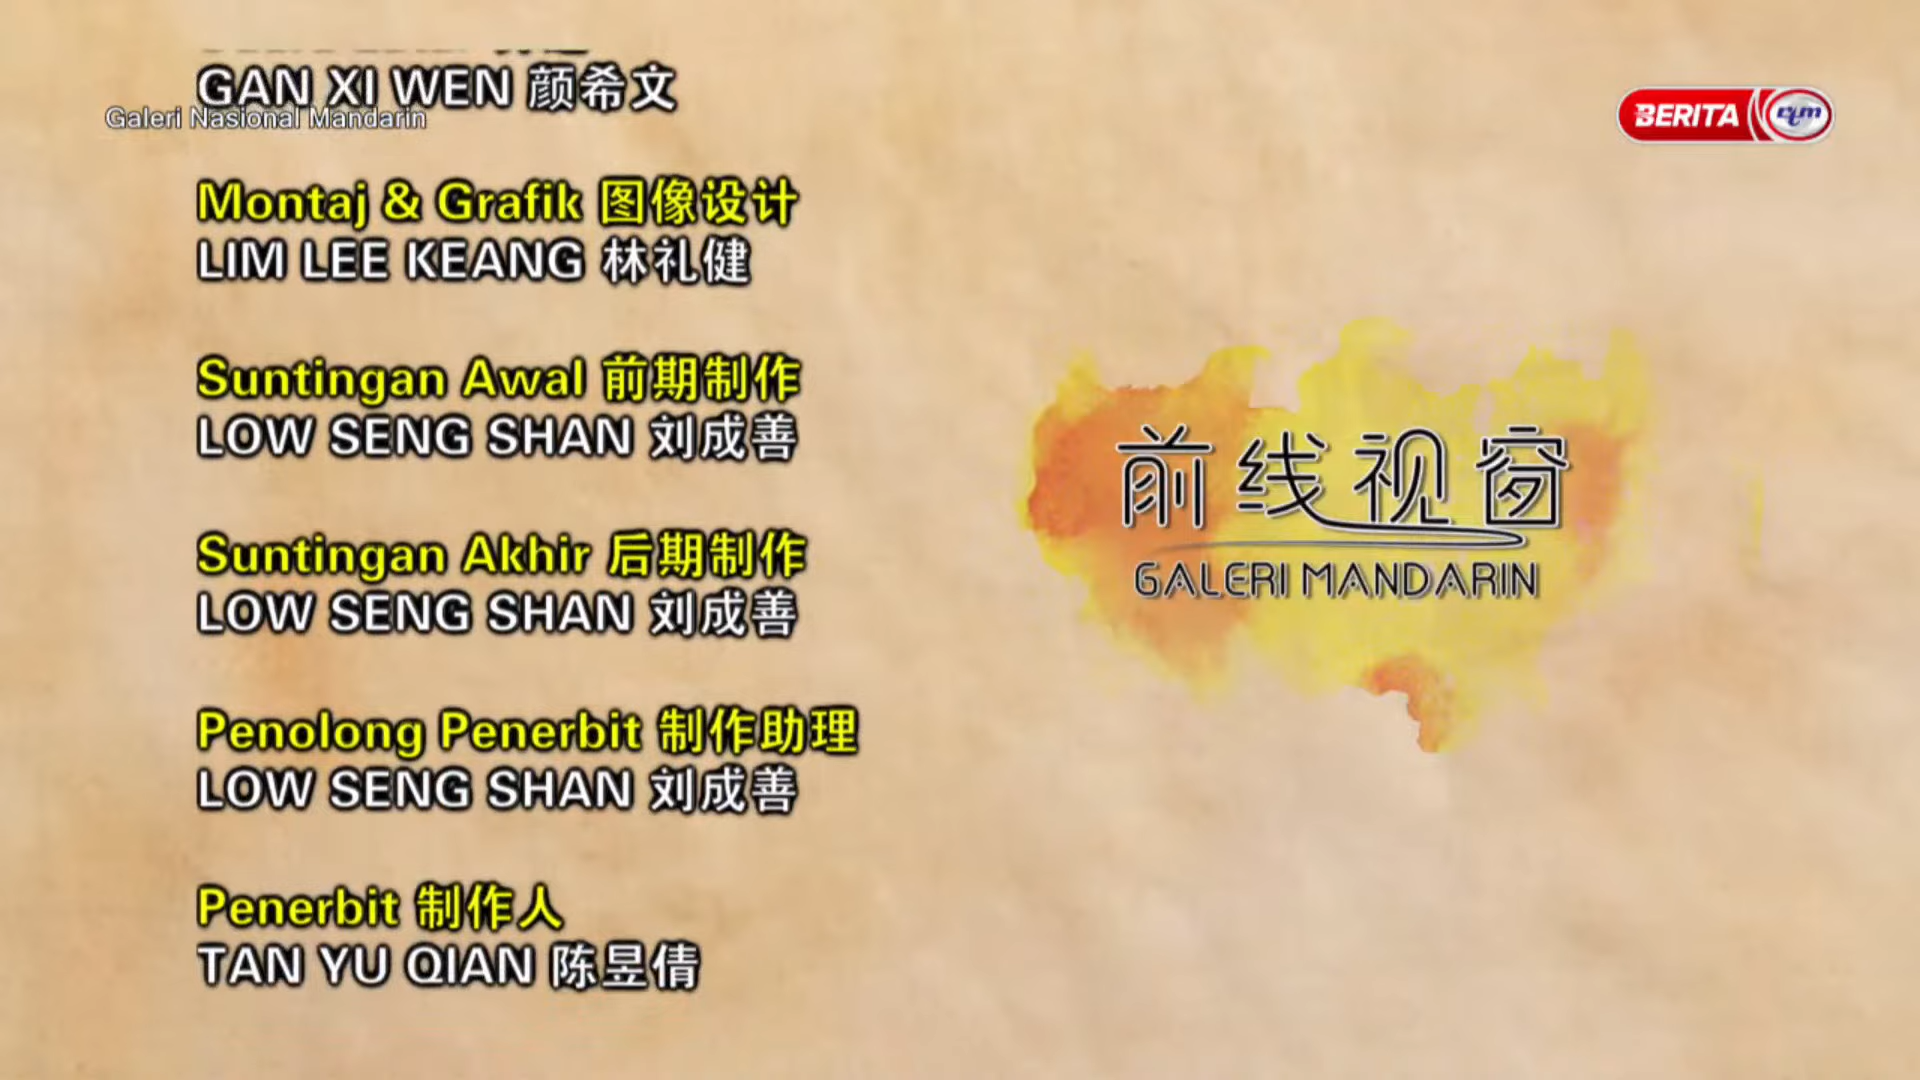 GAN XI WEN 颜希文
Galeri Nasional Mandarin
BERITA rtm
Montaj & Grafik 图像设计
LIM LEE KEANG 林礼健
Suntingan Awal 前期制作
LOW SENG SHAN 刘成善
Suntingan Akhir 后期制作
LOW SENG SHAN 刘成善
Penolong Penerbit 制作助理
LOW SENG SHAN 刘成善
Penerbit 制作人
TAN YU QIAN 陈昱倩
前线视窗
GALERI MANDARIN